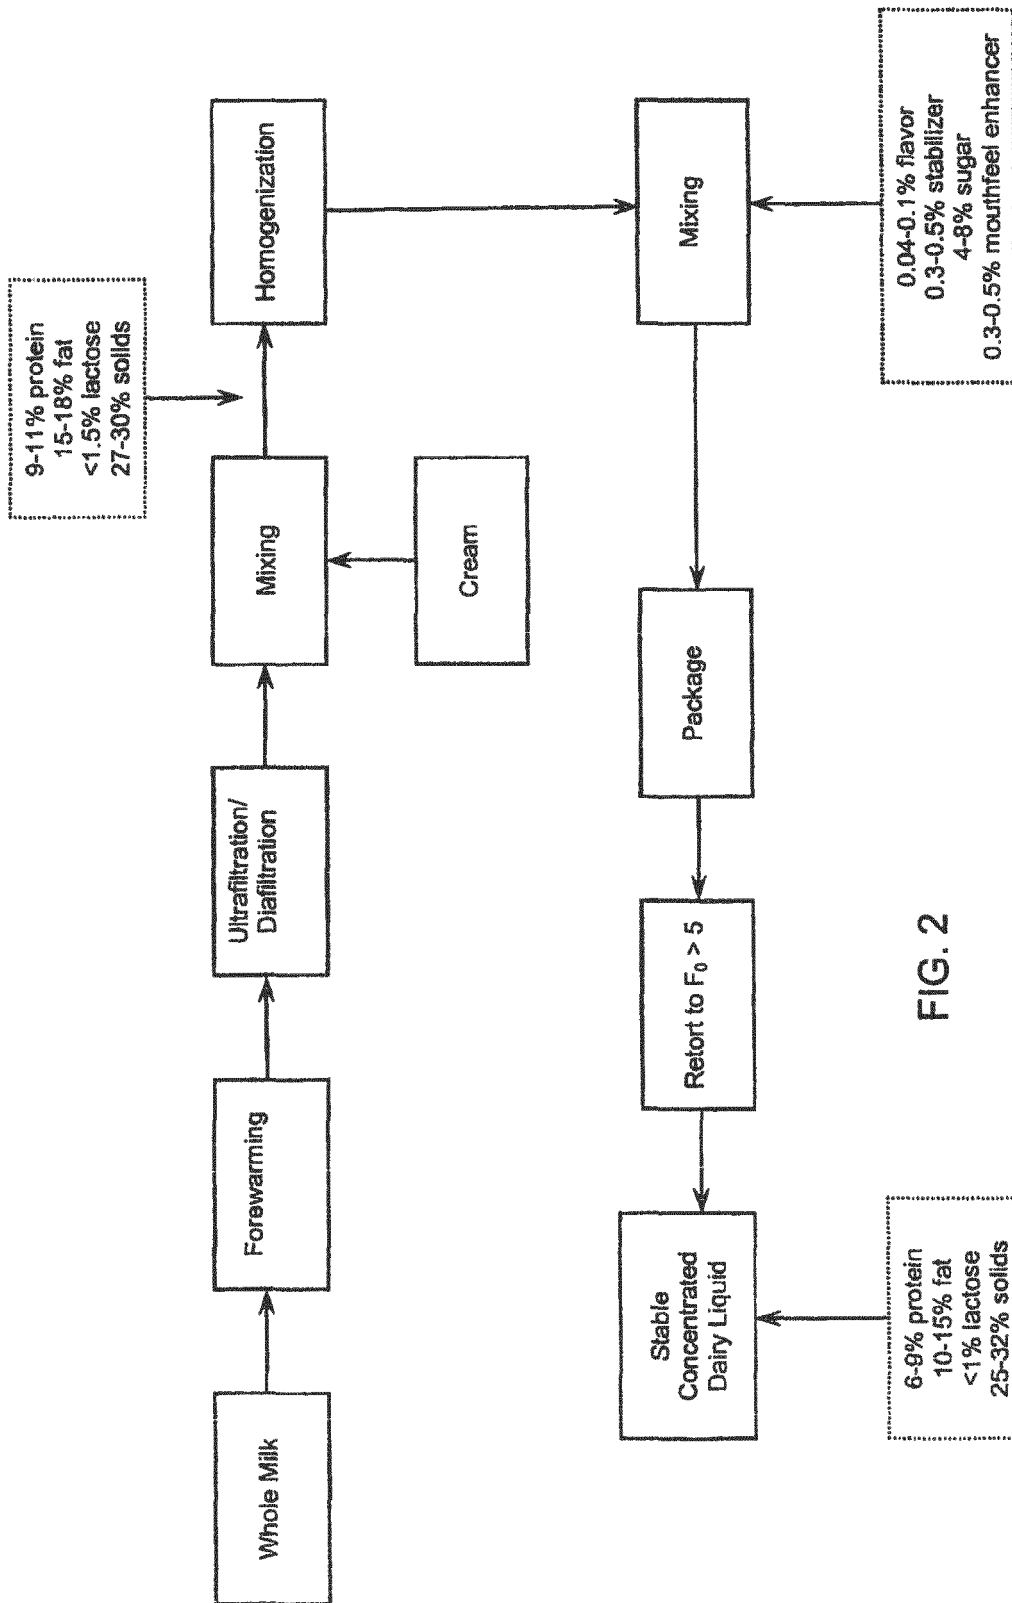 Whole Milk
Forewarming
Ultrafiltration/
Diafiltration
Mixing
Cream
9-11% protein
15-18% fat
<1.5% lactose
27-30% solids
Homogenization
Mixing
0.04-0.1% flavor
0.3-0.5% stabilizer
4-8% sugar
0.3-0.5% mouthfeel enhancer
Package
Retort to F₀ > 5
Stable
Concentrated
Dairy Liquid
6-9% protein
10-15% fat
<1% lactose
25-32% solids
FIG. 2